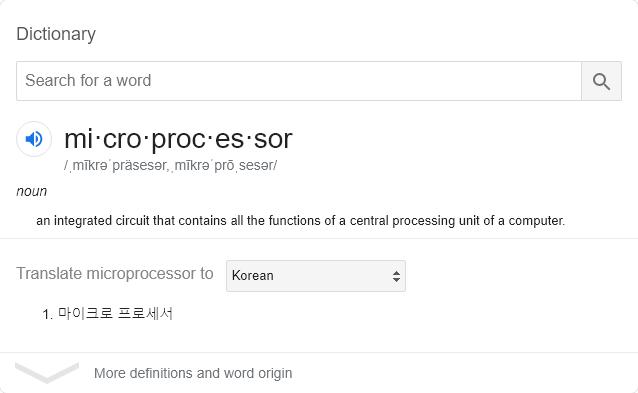 Dictionary
Search for a word
mi·cro·proc·es·sor
/ˌmīkrəˈpräsesər,ˌmīkrəˈprōˌsesər/
noun
an integrated circuit that contains all the functions of a central processing unit of a computer.
Translate microprocessor to Korean
1. 마이크로 프로세서
More definitions and word origin